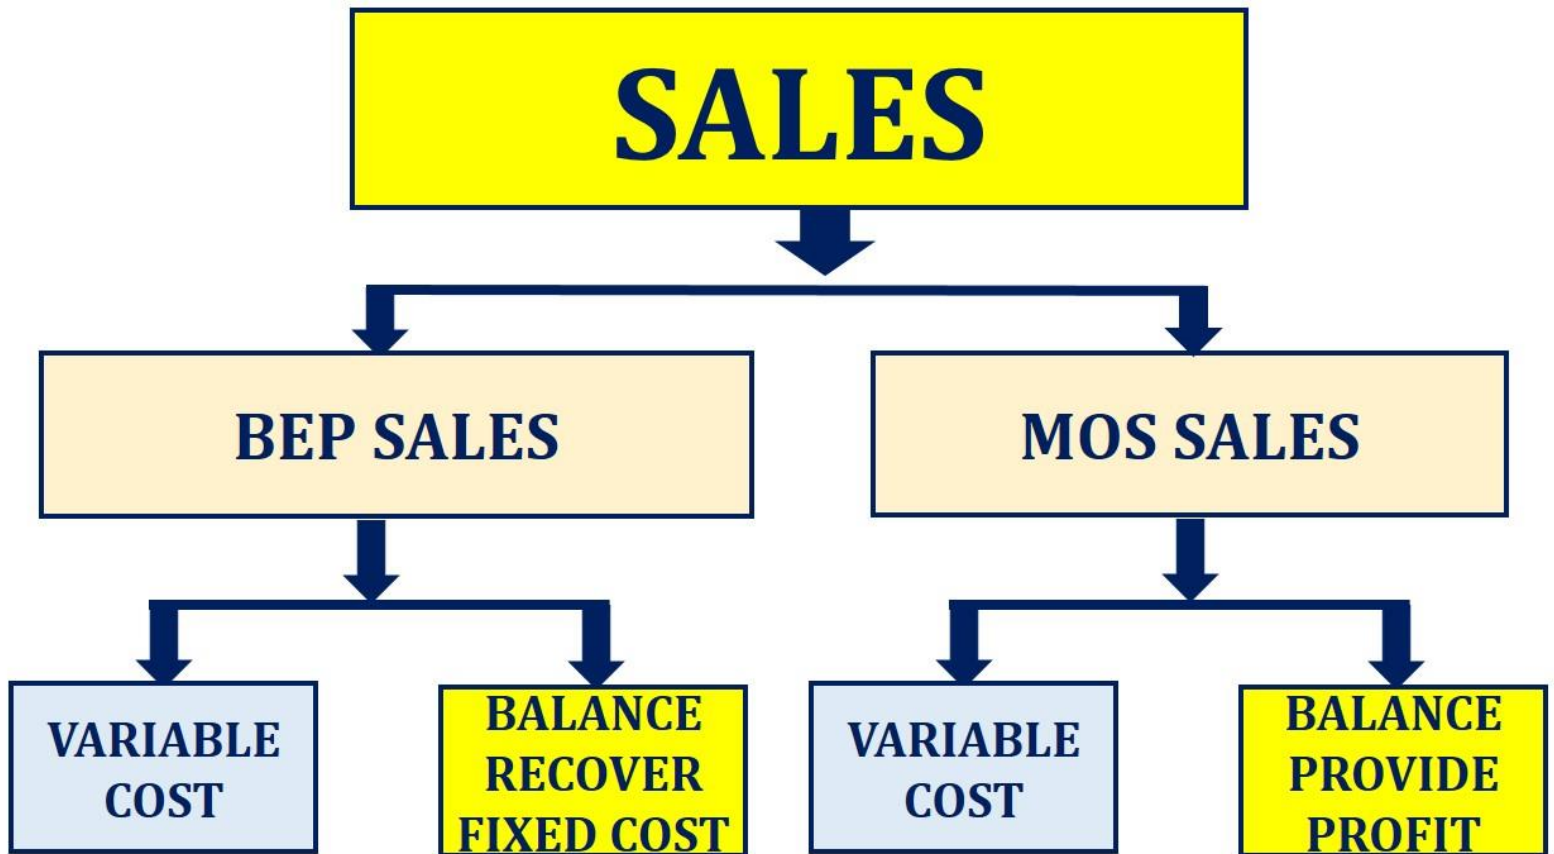 SALES
BEP SALES
MOS SALES
VARIABLE
COST
BALANCE
RECOVER
FIXED COST
VARIABLE
COST
BALANCE
PROVIDE
PROFIT